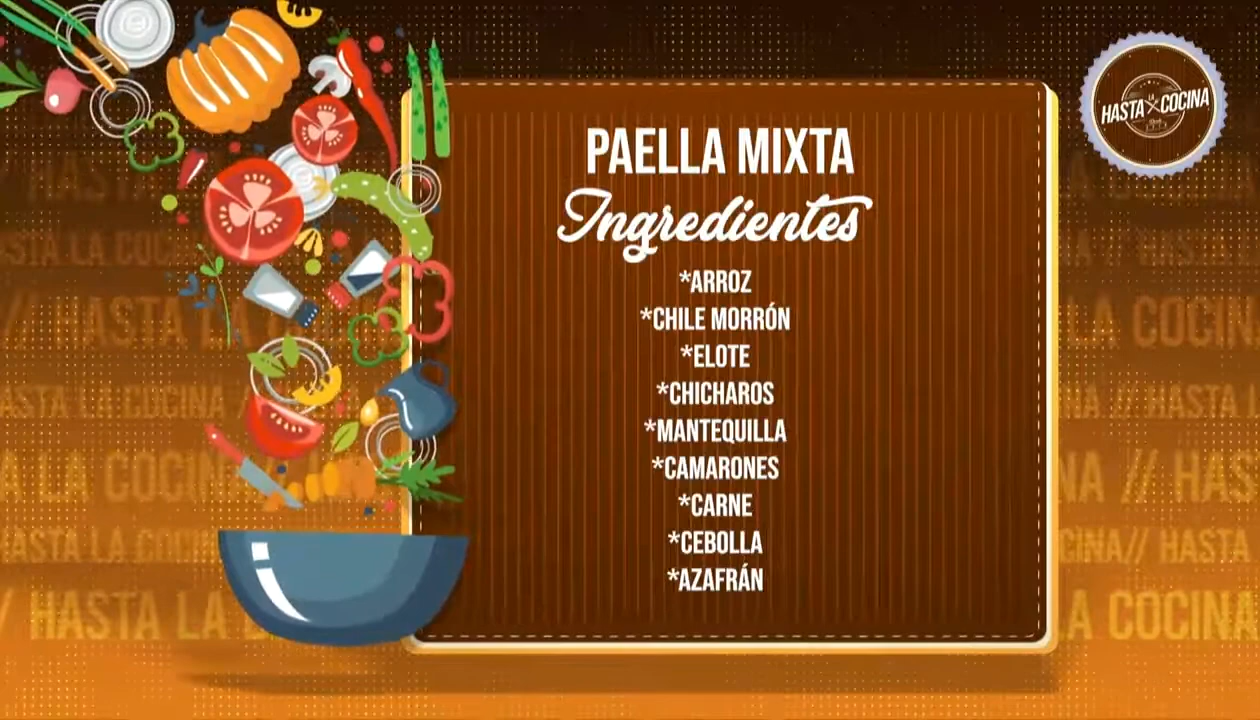 HASTA LA COCINA
PAELLA MIXTA
Ingredientes
*ARROZ
*CHILE MORRÓN
*ELOTE
*CHICHAROS
*MANTEQUILLA
*CAMARONES
*CARNE
*CEBOLLA
*AZAFRÁN